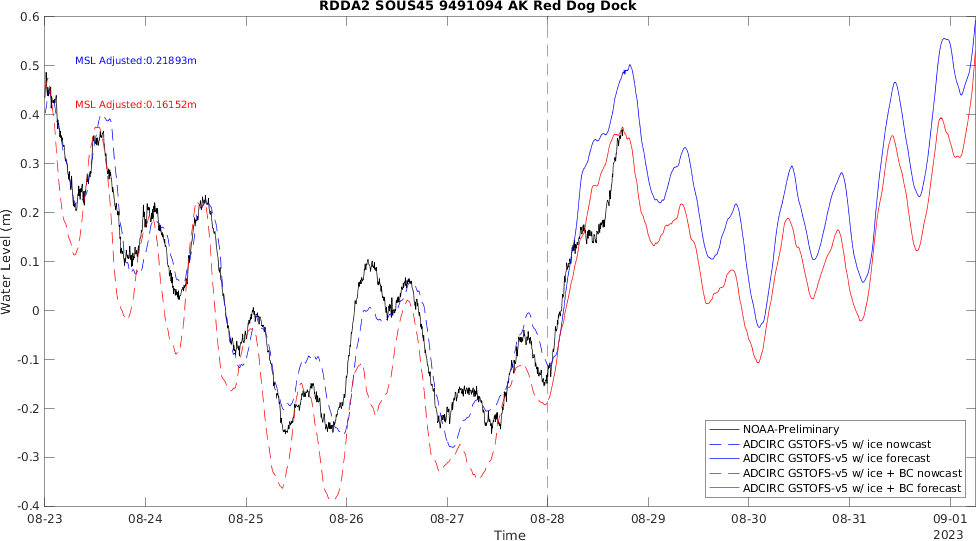 RDDA2 SOUS45 9491094 AK Red Dog Dock
MSL Adjusted:0.21893m
MSL Adjusted:0.16152m
Water Level (m)
0.6
0.5
0.4
0.3
0.2
0.1
0
-0.1
-0.2
-0.3
-0.4
NOAA-Preliminary
ADCIRC GSTOFS-v5 w/ ice nowcast
ADCIRC GSTOFS-v5 w/ ice forecast
ADCIRC GSTOFS-v5 w/ ice + BC nowcast
ADCIRC GSTOFS-v5 w/ ice + BC forecast
08-23 08-24 08-25 08-26 08-27 08-28 08-29 08-30 08-31 09-01
2023
Time